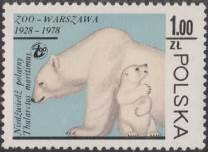 ZOO-WARSZAWA
1928-1978
1.00
ZŁ
POLSKA
Niedźwiedź polarny
Thalarctos maritimus